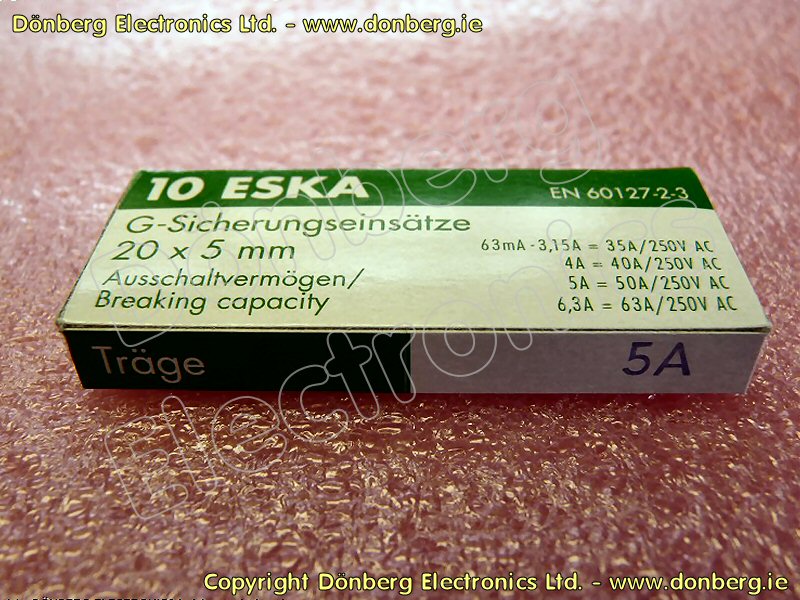 Dönberg Electronics Ltd. - www.donberg.ie
10 ESKA
EN 60127-2-3
G-Sicherungseinsätze
20 x 5 mm
Ausschaltvermögen/
Breaking capacity
63mA - 3,15A = 35A/250V AC
4A = 40A/250V AC
5A = 50A/250V AC
6,3A = 63A/250V AC
Träge
5A
Dönberg
Electronics
Copyright Dönberg Electronics Ltd. - www.donberg.ie